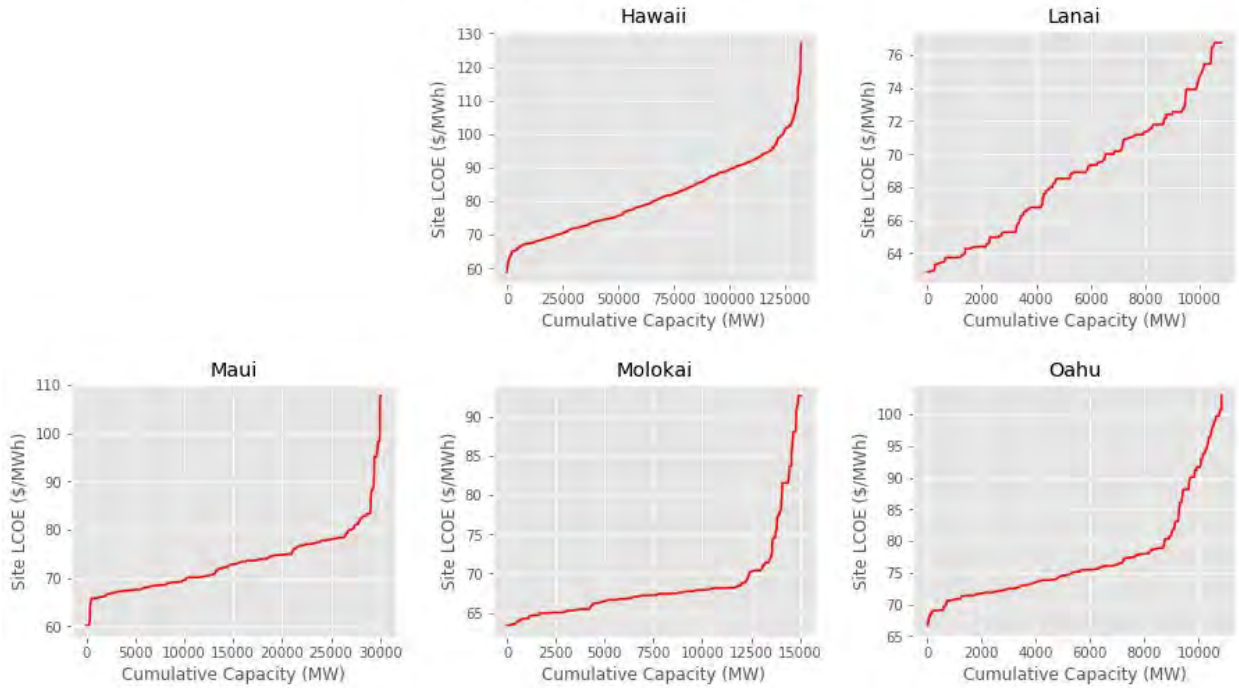 Hawaii
Site LCOE ($/MWh)
130
120
110
100
90
80
70
60
0 25000 50000 75000 100000 125000
Cumulative Capacity (MW)
Lanai
Site LCOE ($/MWh)
76
74
72
70
68
66
64
0 2000 4000 6000 8000 10000
Cumulative Capacity (MW)
Maui
Site LCOE ($/MWh)
110
100
90
80
70
60
0 5000 10000 15000 20000 25000 30000
Cumulative Capacity (MW)
Molokai
Site LCOE ($/MWh)
90
85
80
75
70
65
0 2500 5000 7500 10000 12500 15000
Cumulative Capacity (MW)
Oahu
Site LCOE ($/MWh)
100
95
90
85
80
75
70
65
0 2000 4000 6000 8000 10000
Cumulative Capacity (MW)